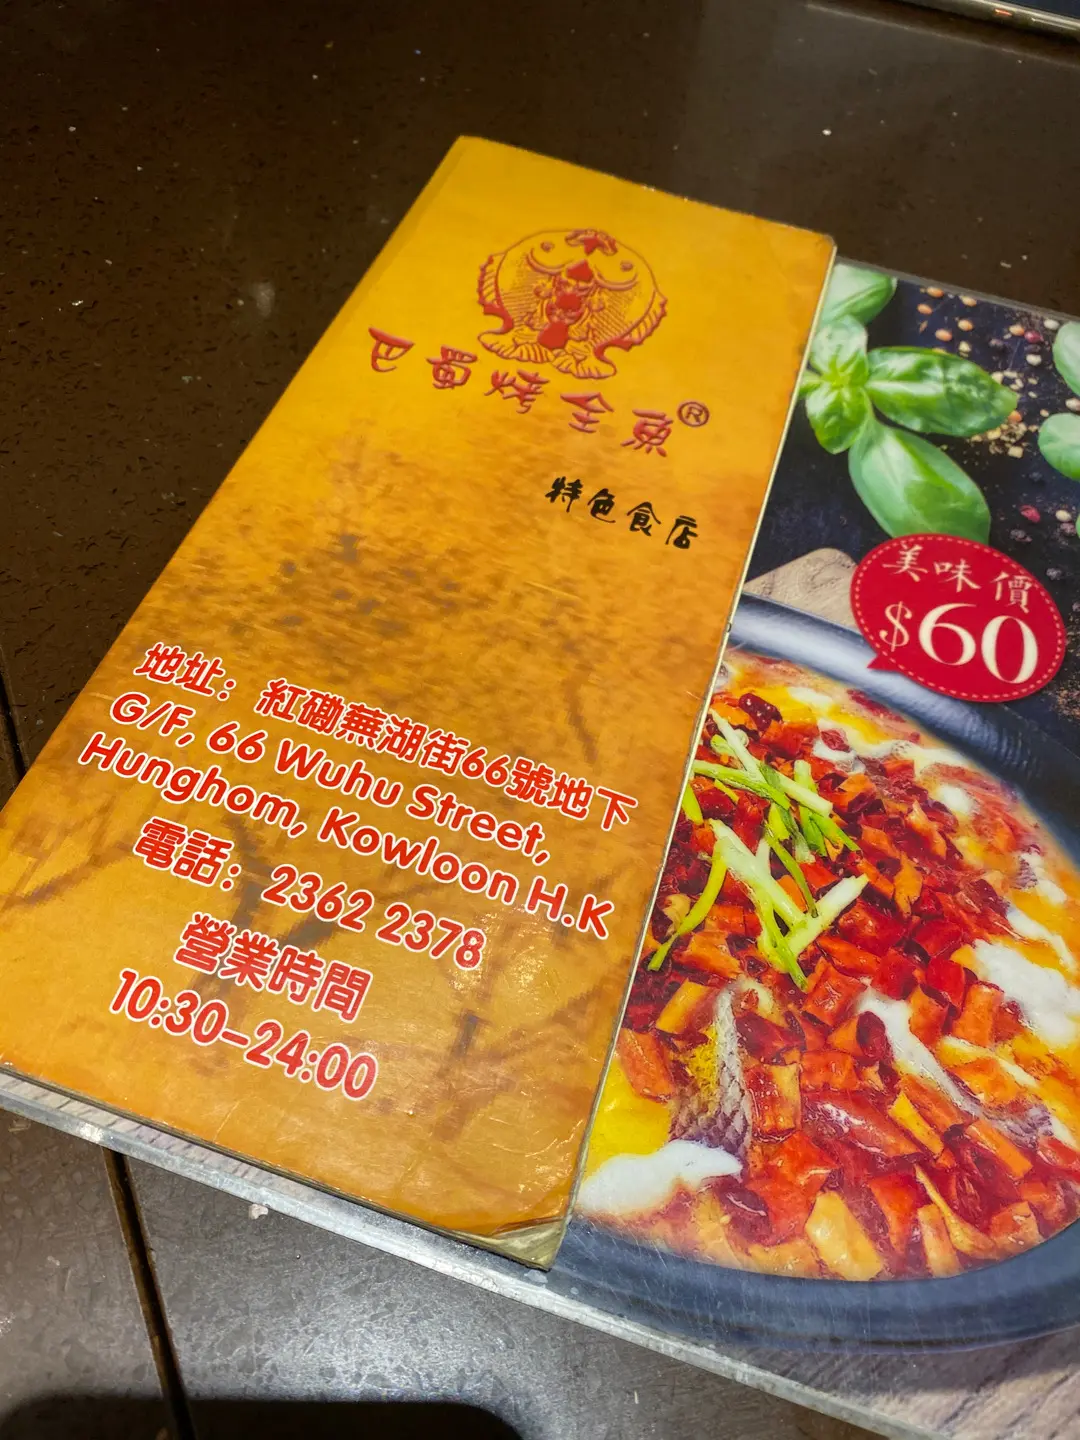 巴蜀烤全魚®
特色食店
地址：紅磡蕪湖街66號地下
G/F, 66 Wuhu Street,
Hunghom, Kowloon H.K
電話：2362 2378
營業時間
10:30-24:00
美味價
$60